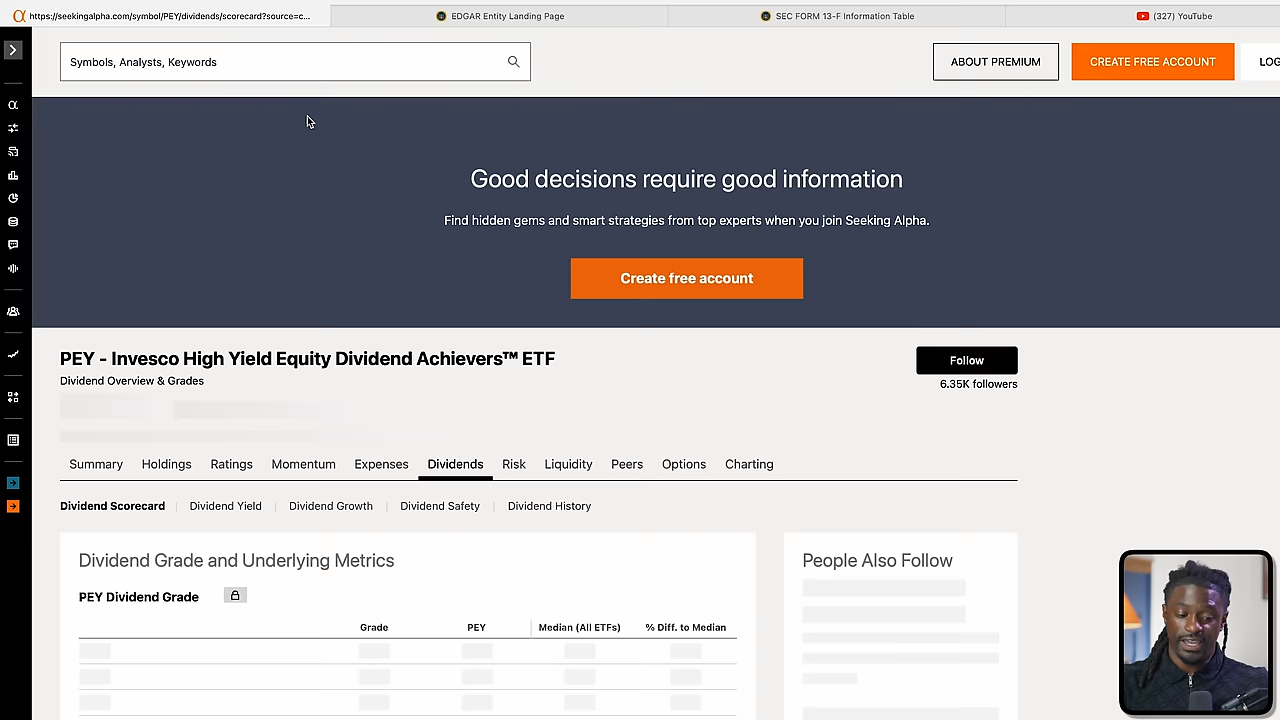 https://seekingalpha.com/symbol/PEY/dividends/scorecard?source=c...
EDGAR Entity Landing Page
SEC FORM 13-F Information Table
(327) YouTube
Symbols, Analysts, Keywords
ABOUT PREMIUM
CREATE FREE ACCOUNT
LOG
Good decisions require good information
Find hidden gems and smart strategies from top experts when you join Seeking Alpha.
Create free account
PEY - Invesco High Yield Equity Dividend Achievers™ ETF
Follow
Dividend Overview & Grades
6.35K followers
Summary Holdings Ratings Momentum Expenses Dividends Risk Liquidity Peers Options Charting
Dividend Scorecard Dividend Yield Dividend Growth Dividend Safety Dividend History
Dividend Grade and Underlying Metrics
People Also Follow
PEY Dividend Grade
Grade PEY Median (All ETFs) % Diff. to Median